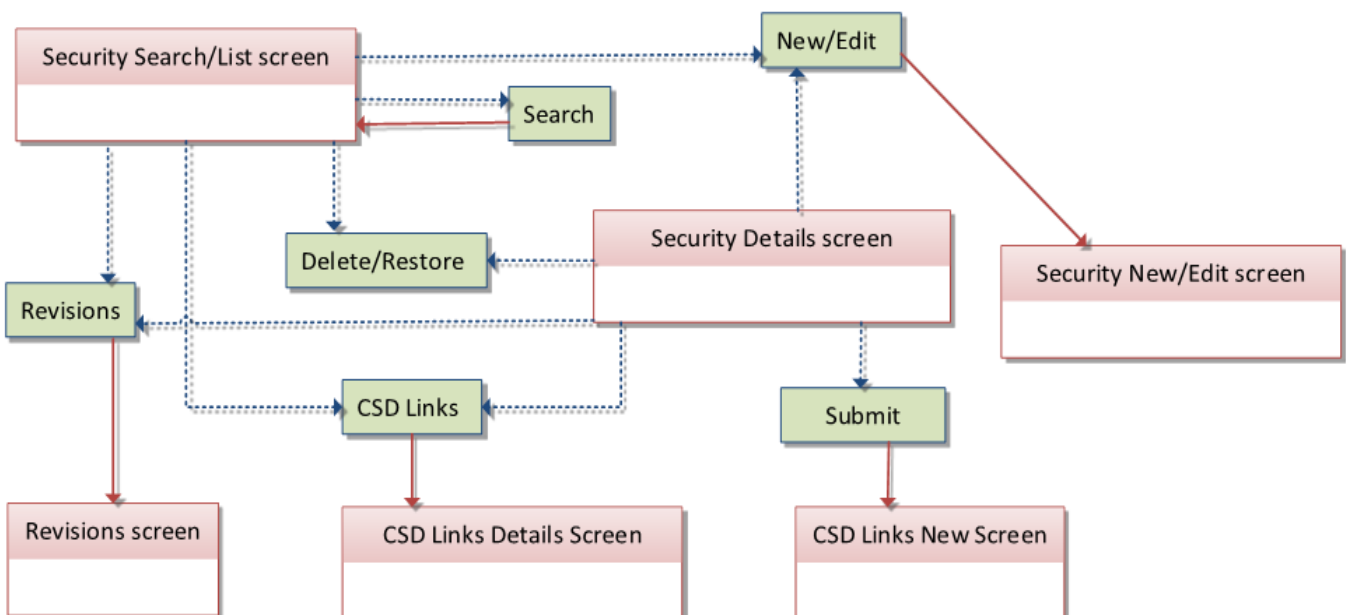 New/Edit
Security Search/List screen
Search
Security Details screen
Delete/Restore
Security New/Edit screen
Revisions
CSD Links
Submit
Revisions screen
CSD Links Details Screen
CSD Links New Screen